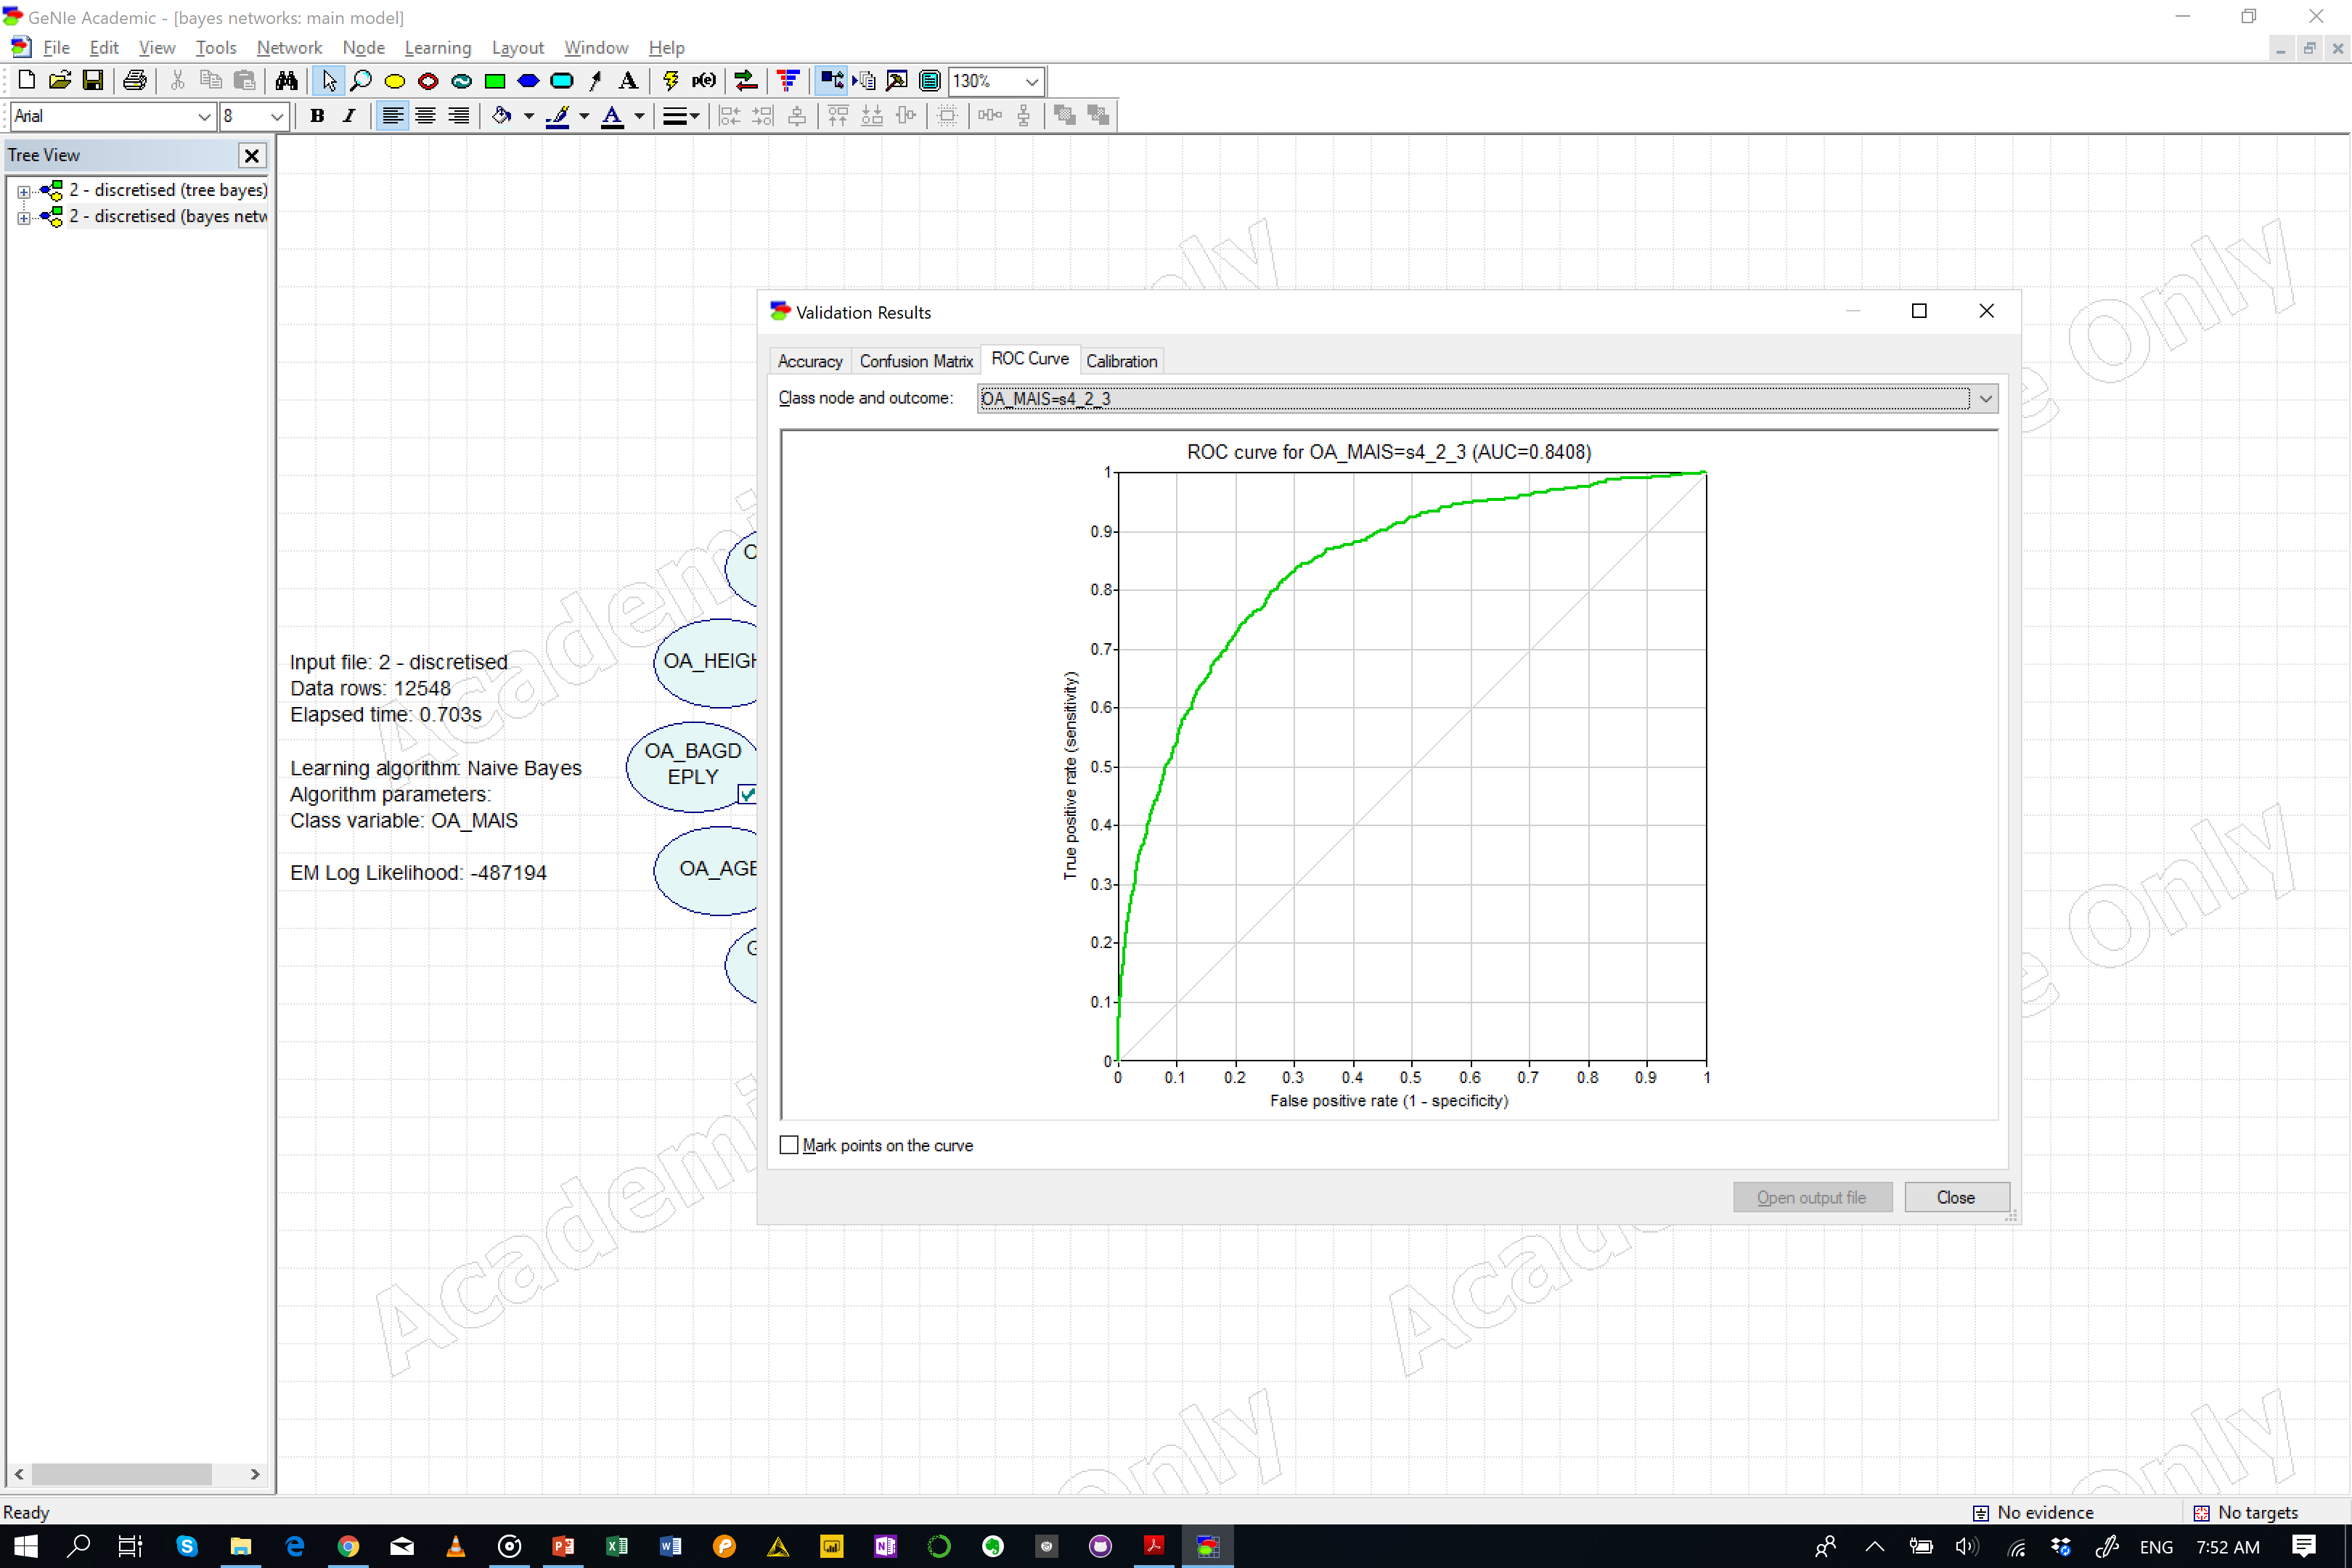 GeNIe Academic - [bayes networks: main model]
File Edit View Tools Network Node Learning Layout Window Help
p(e) 130%
Arial 8 B I A
Tree View
2 - discretised (tree bayes)
2 - discretised (bayes netw
Validation Results
Accuracy Confusion Matrix ROC Curve Calibration
Class node and outcome: OA_MAIS=s4_2_3
ROC curve for OA_MAIS=s4_2_3 (AUC=0.8408)
1
0.9
0.8
0.7
0.6
0.5
0.4
0.3
0.2
0.1
0
True positive rate (sensitivity)
0 0.1 0.2 0.3 0.4 0.5 0.6 0.7 0.8 0.9 1
False positive rate (1 - specificity)
Mark points on the curve
Open output file Close
Input file: 2 - discretised
Data rows: 12548
Elapsed time: 0.703s
Learning algorithm: Naive Bayes
Algorithm parameters:
Class variable: OA_MAIS
EM Log Likelihood: -487194
OA_HEIGH
OA_BAGD
EPLY
OA_AGE
Academi
Only
Only
e Only
Academi
Acad
Only
Only
Ready No evidence No targets
ENG 7:52 AM